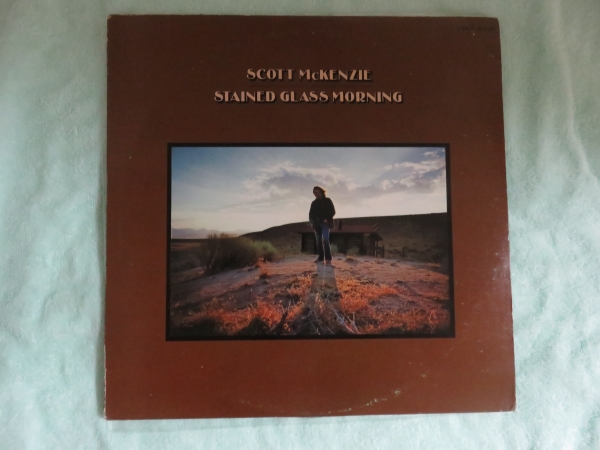 SCOTT McKENZIE
STAINED GLASS MORNING